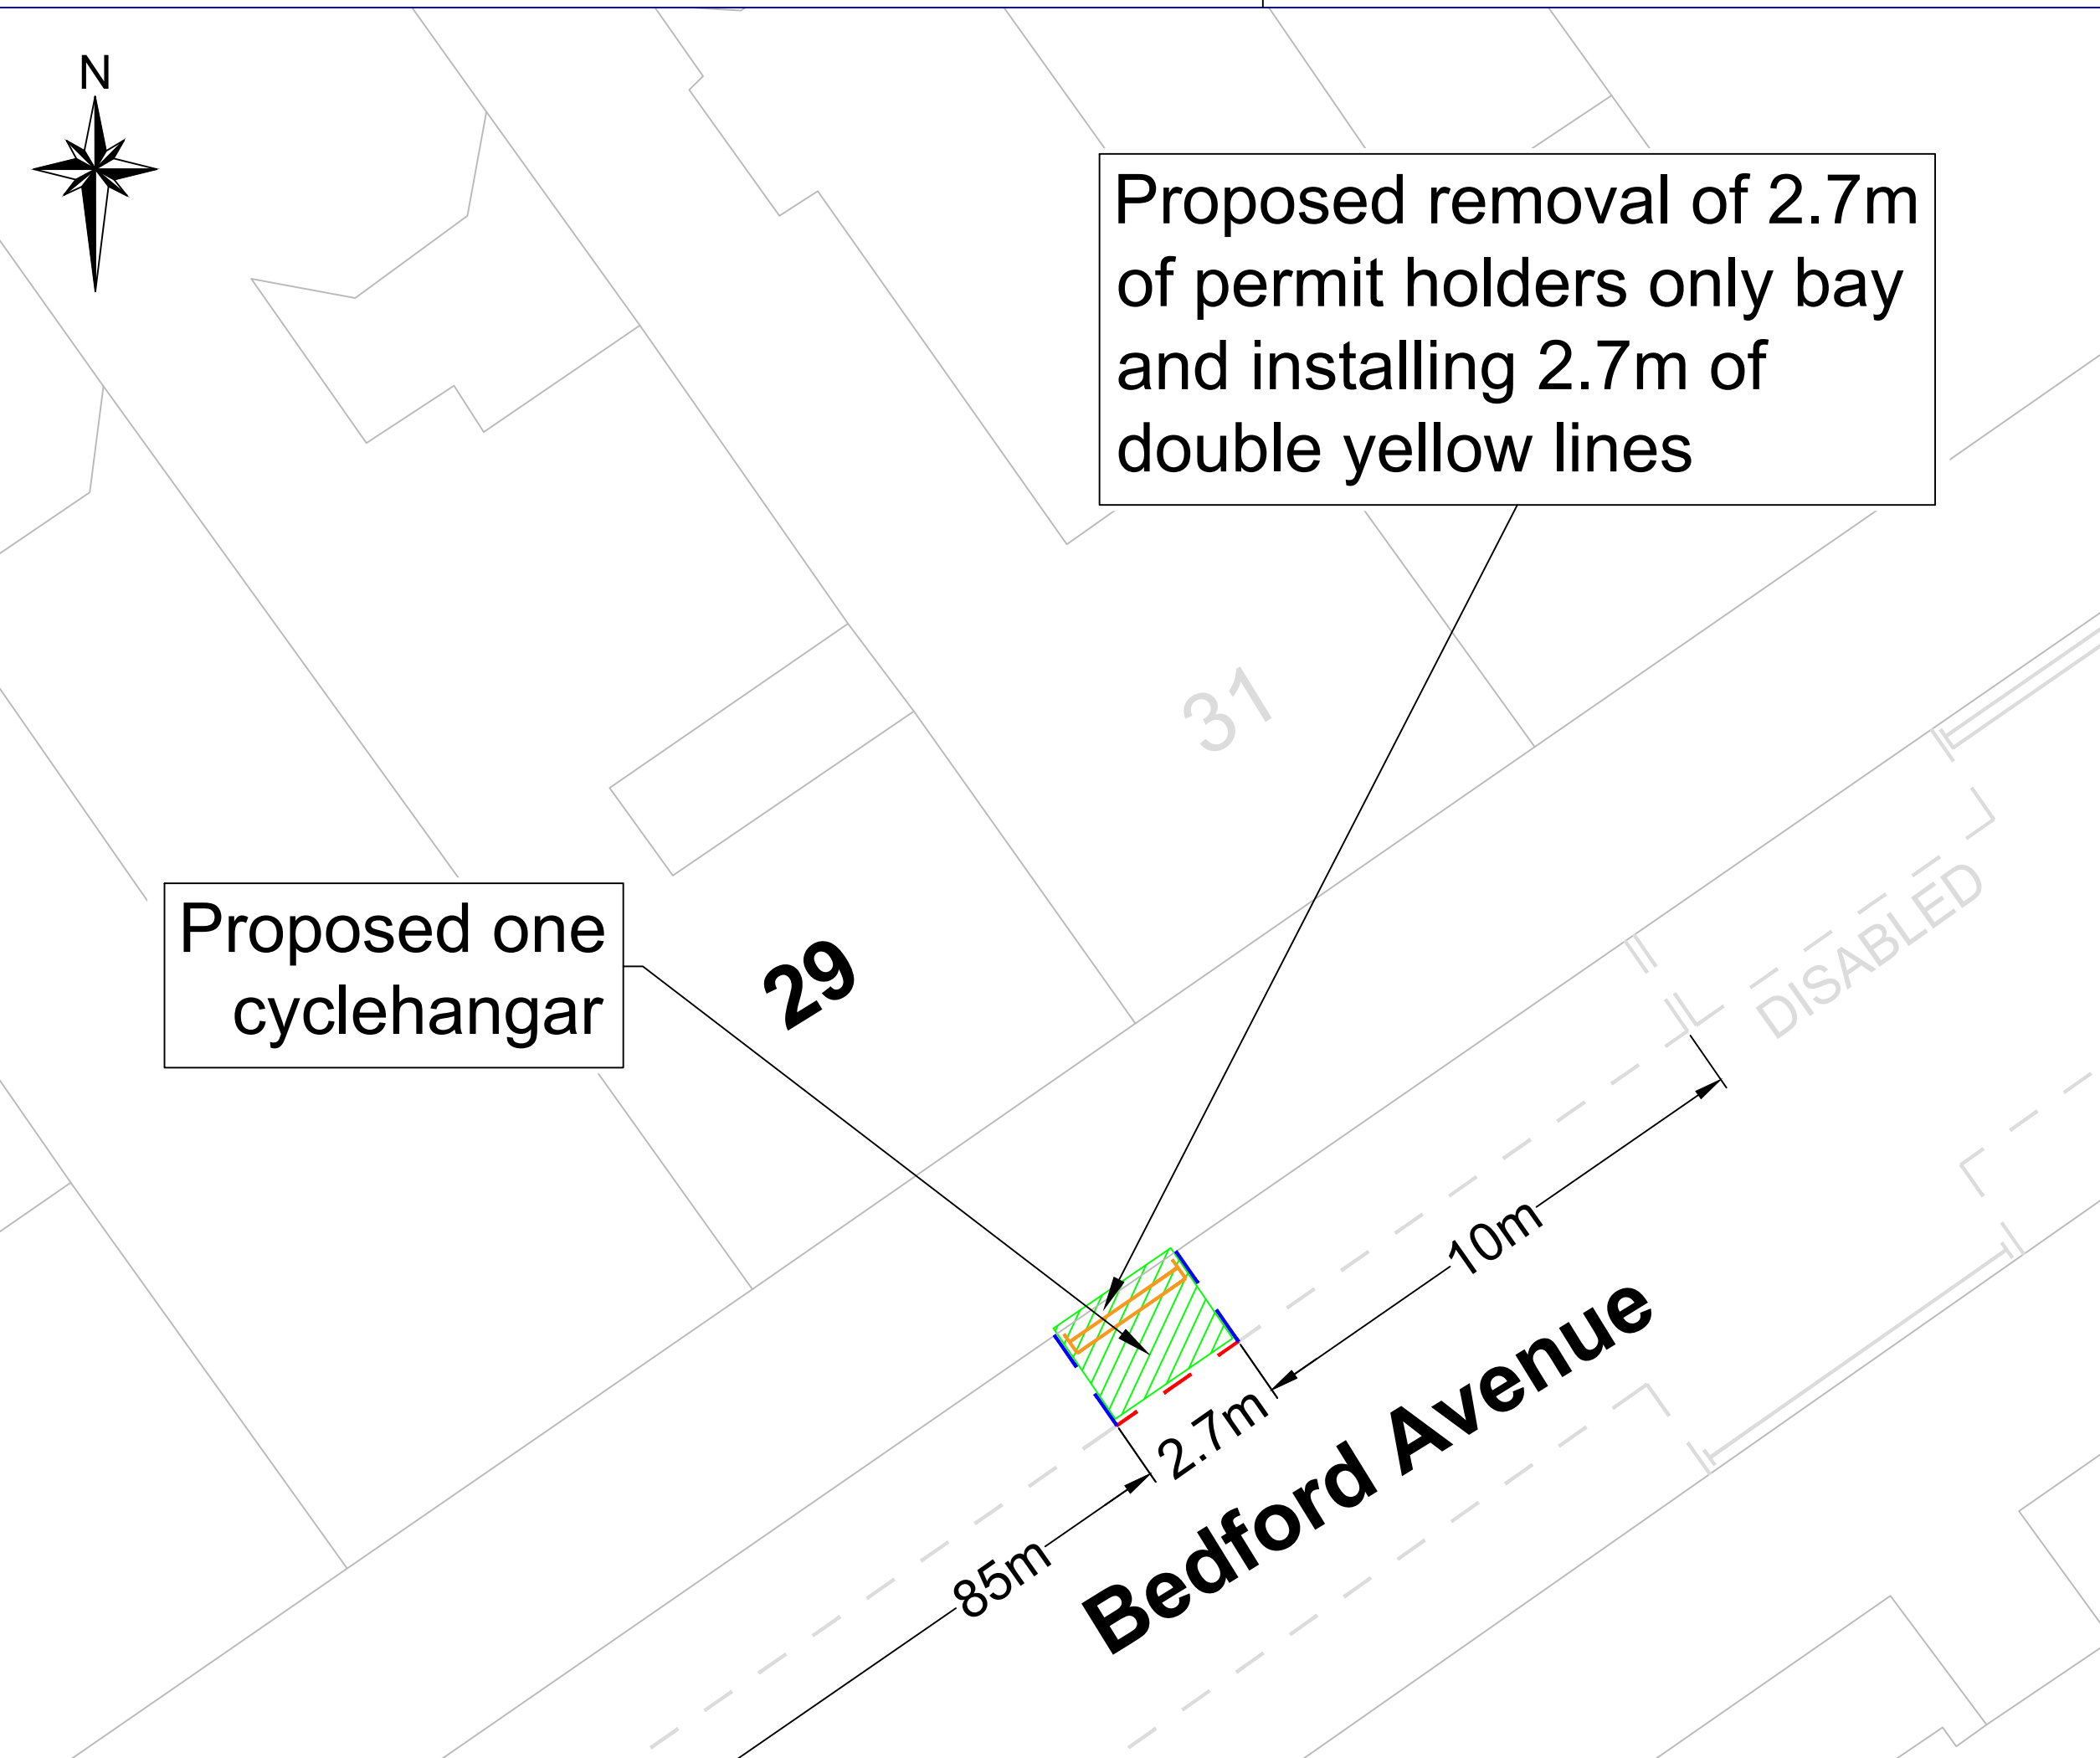 N
Proposed removal of 2.7m
of permit holders only bay
and installing 2.7m of
double yellow lines
31
Proposed one
cyclehangar
29
DISABLED
10m
2.7m
85m
Bedford Avenue